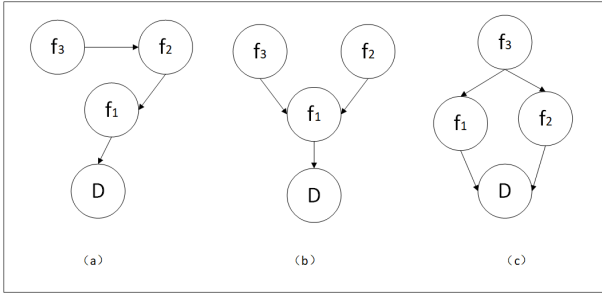 f3 f2 f3 f2 f3
f1 f1 f1 f2
D D D
（a） （b） （c）